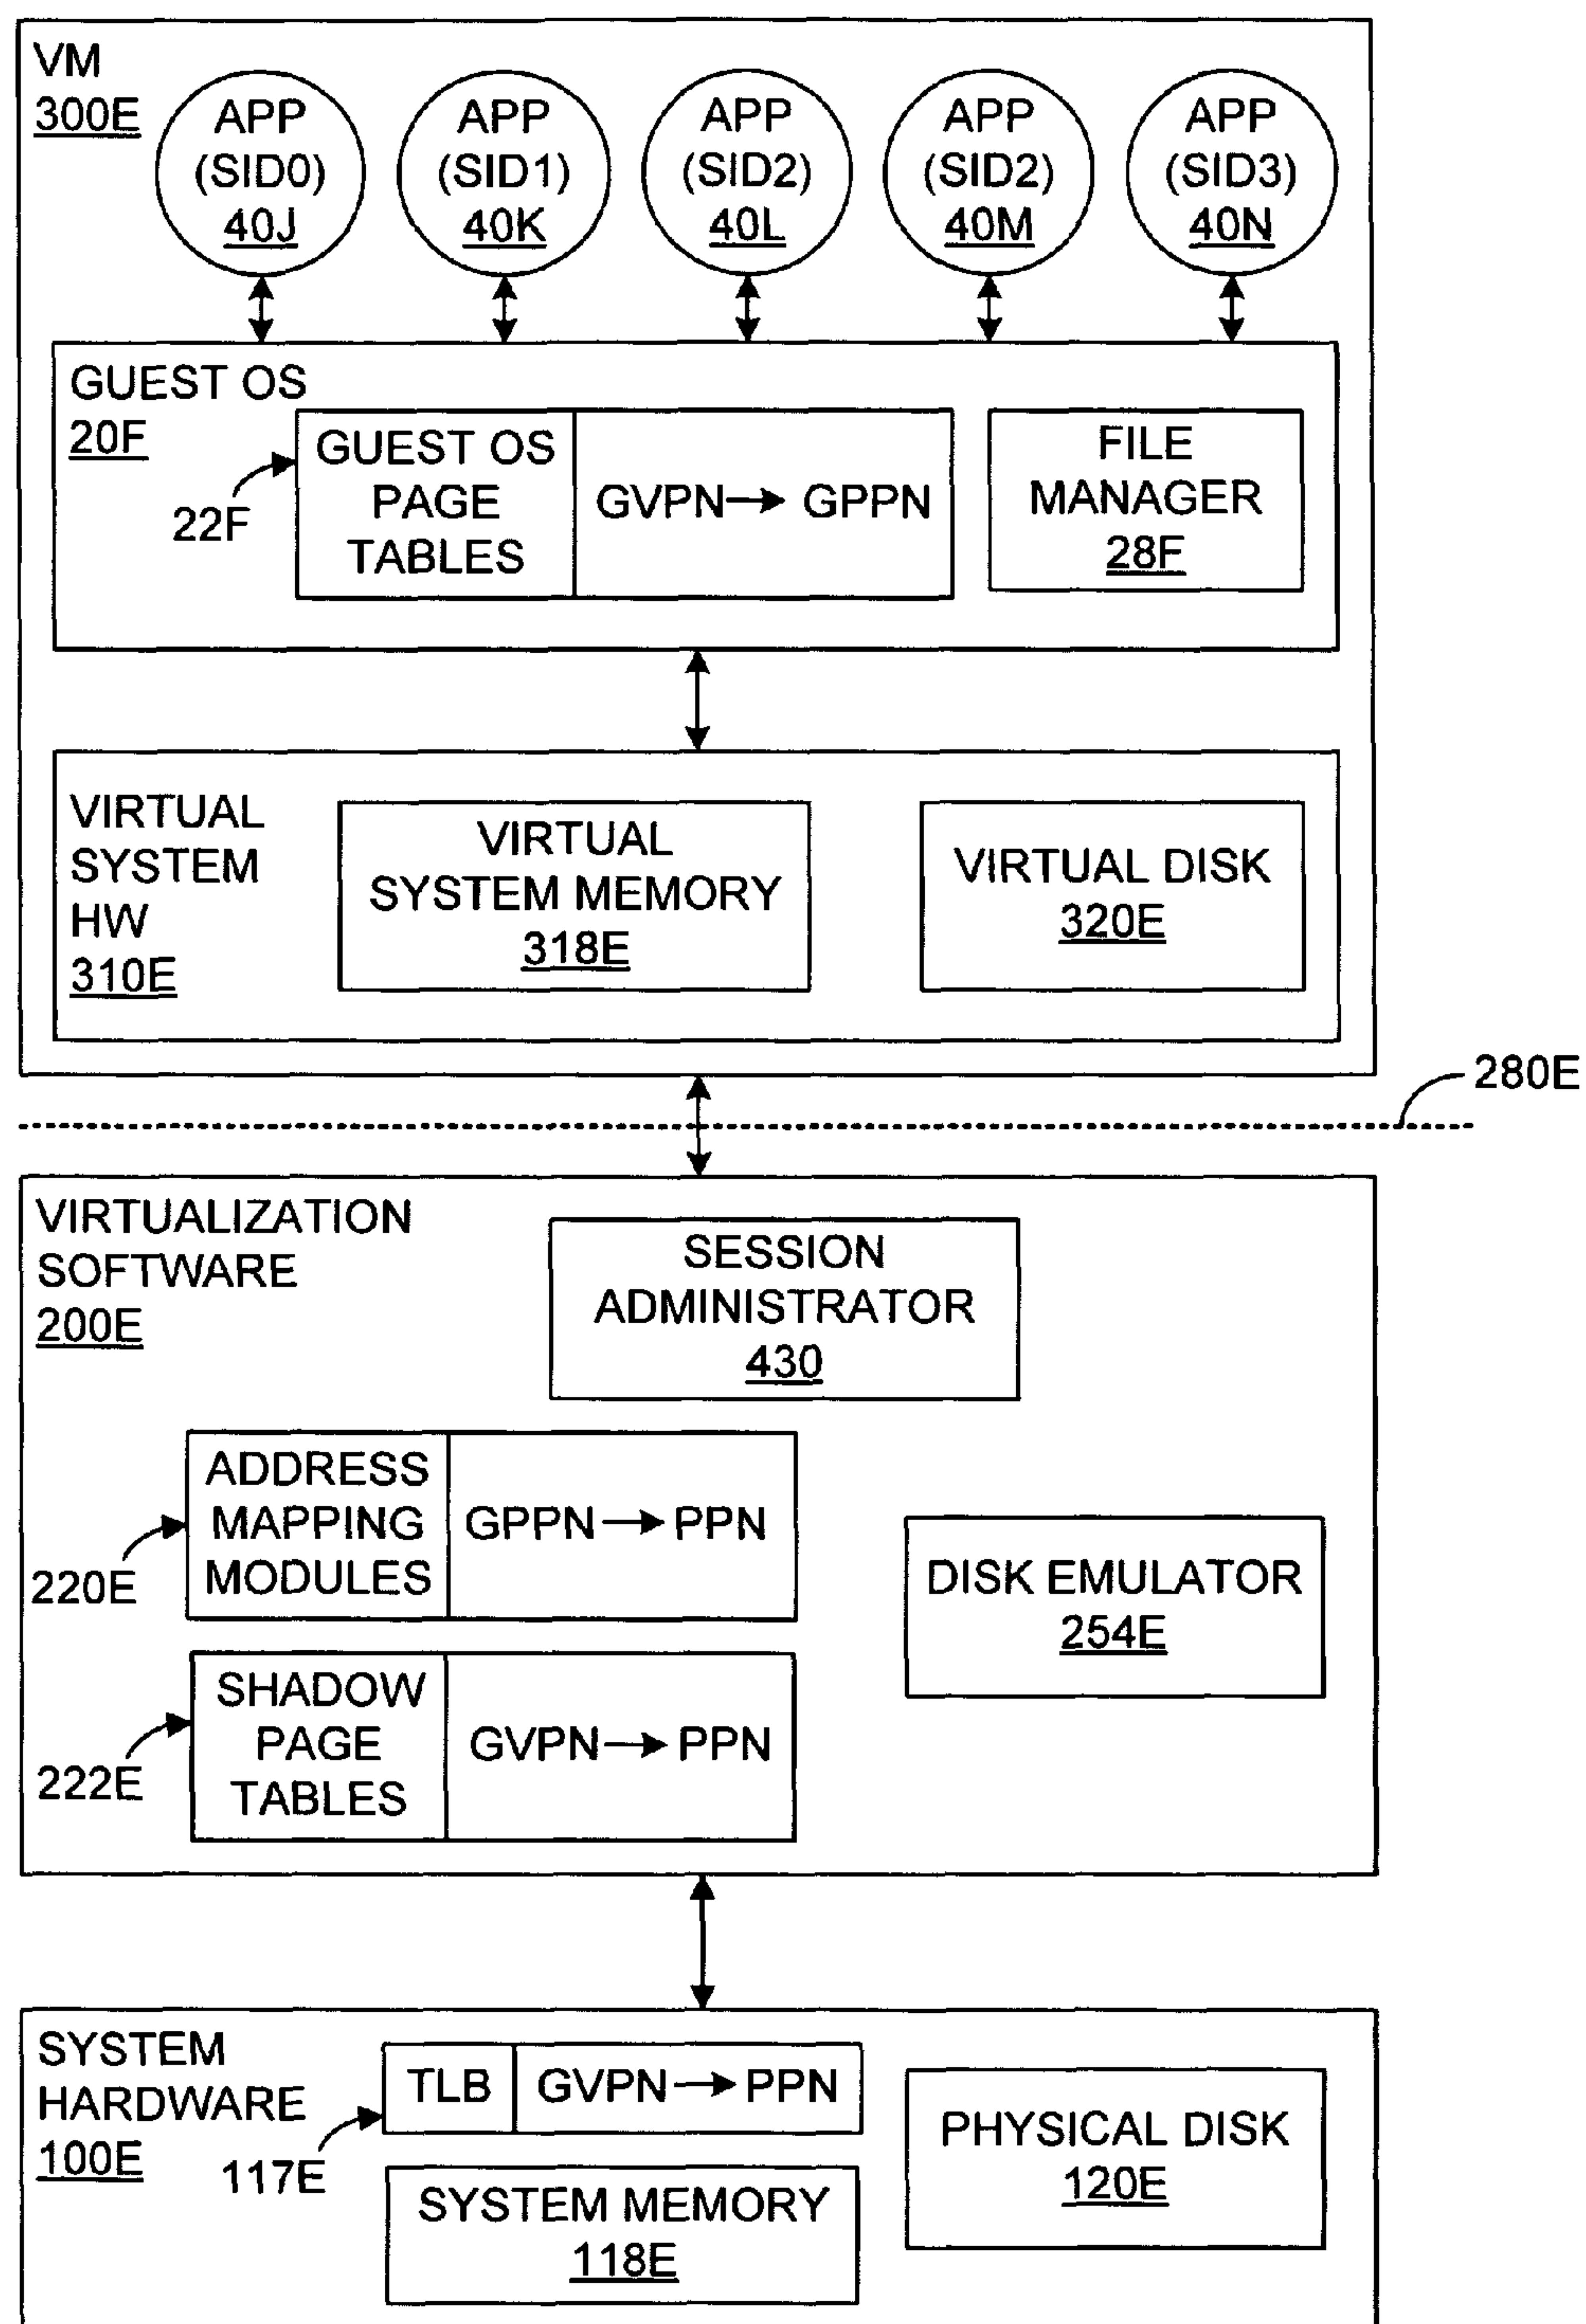 VM
300E
APP
(SID0)
40J
APP
(SID1)
40K
APP
(SID2)
40L
APP
(SID2)
40M
APP
(SID3)
40N
GUEST OS
20F
22F
GUEST OS
PAGE
TABLES
GVPN → GPPN
FILE
MANAGER
28F
VIRTUAL
SYSTEM
HW
310E
VIRTUAL
SYSTEM MEMORY
318E
VIRTUAL DISK
320E
280E
VIRTUALIZATION
SOFTWARE
200E
SESSION
ADMINISTRATOR
430
220E
ADDRESS
MAPPING
MODULES
GPPN → PPN
222E
SHADOW
PAGE
TABLES
GVPN → PPN
DISK EMULATOR
254E
SYSTEM
HARDWARE
100E
117E
TLB
GVPN → PPN
SYSTEM MEMORY
118E
PHYSICAL DISK
120E